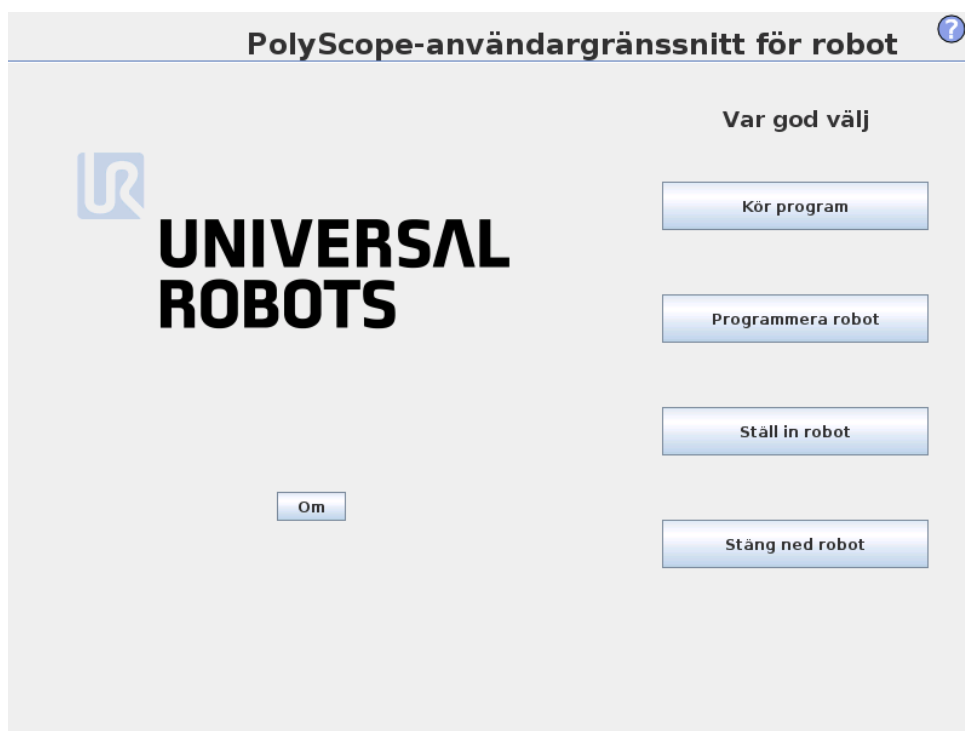 PolyScope-användargränssnitt för robot
?
Var god välj
UR
UNIVERSAL
ROBOTS
Kör program
Programmera robot
Ställ in robot
Om
Stäng ned robot